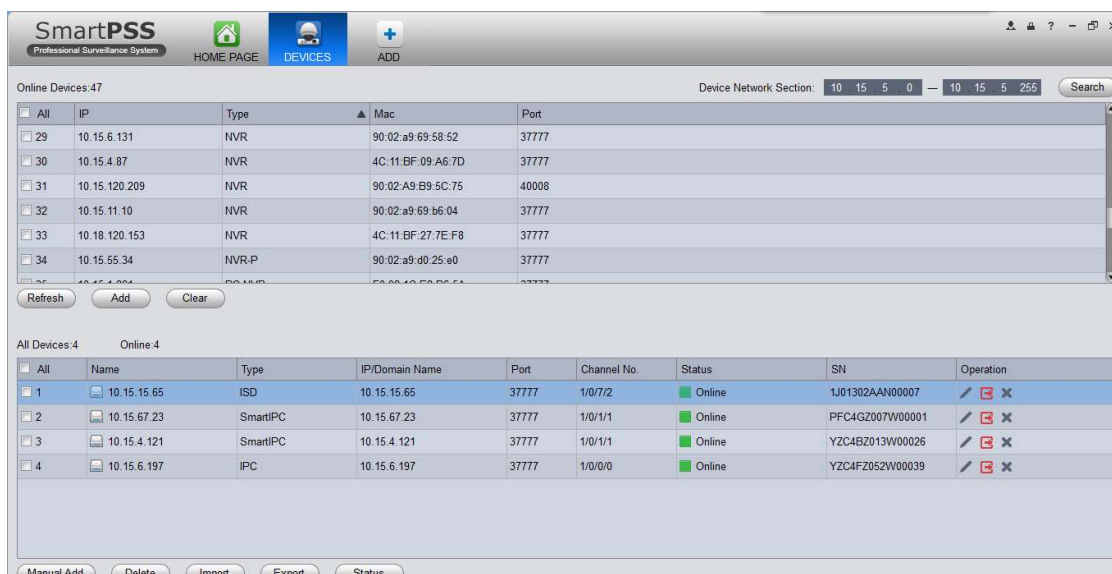 SmartPSS
Professional Surveillance System
HOME PAGE
DEVICES
ADD
?
Online Devices:47
Device Network Section: 10 15 5 0 — 10 15 5 255 Search
All IP Type Mac Port
29 10.15.6.131 NVR 90:02:a9:69:58:52 37777
30 10.15.4.87 NVR 4C:11:BF:09:A6:7D 37777
31 10.15.120.209 NVR 90:02:A9:B9:5C:75 40008
32 10.15.11.10 NVR 90:02:a9:69:b6:04 37777
33 10.18.120.153 NVR 4C:11:BF:27:7E:F8 37777
34 10.15.55.34 NVR-P 90:02:a9:d0:25:e0 37777
Refresh Add Clear
All Devices:4 Online:4
All Name Type IP/Domain Name Port Channel No. Status SN Operation
1 10.15.15.65 ISD 10.15.15.65 37777 1/0/7/2 Online 1J01302AAN00007
2 10.15.67.23 SmartIPC 10.15.67.23 37777 1/0/1/1 Online PFC4GZ007W00001
3 10.15.4.121 SmartIPC 10.15.4.121 37777 1/0/1/1 Online YZC4BZ013W00026
4 10.15.6.197 IPC 10.15.6.197 37777 1/0/0/0 Online YZC4FZ052W00039
Manual Add Delete Import Export Status